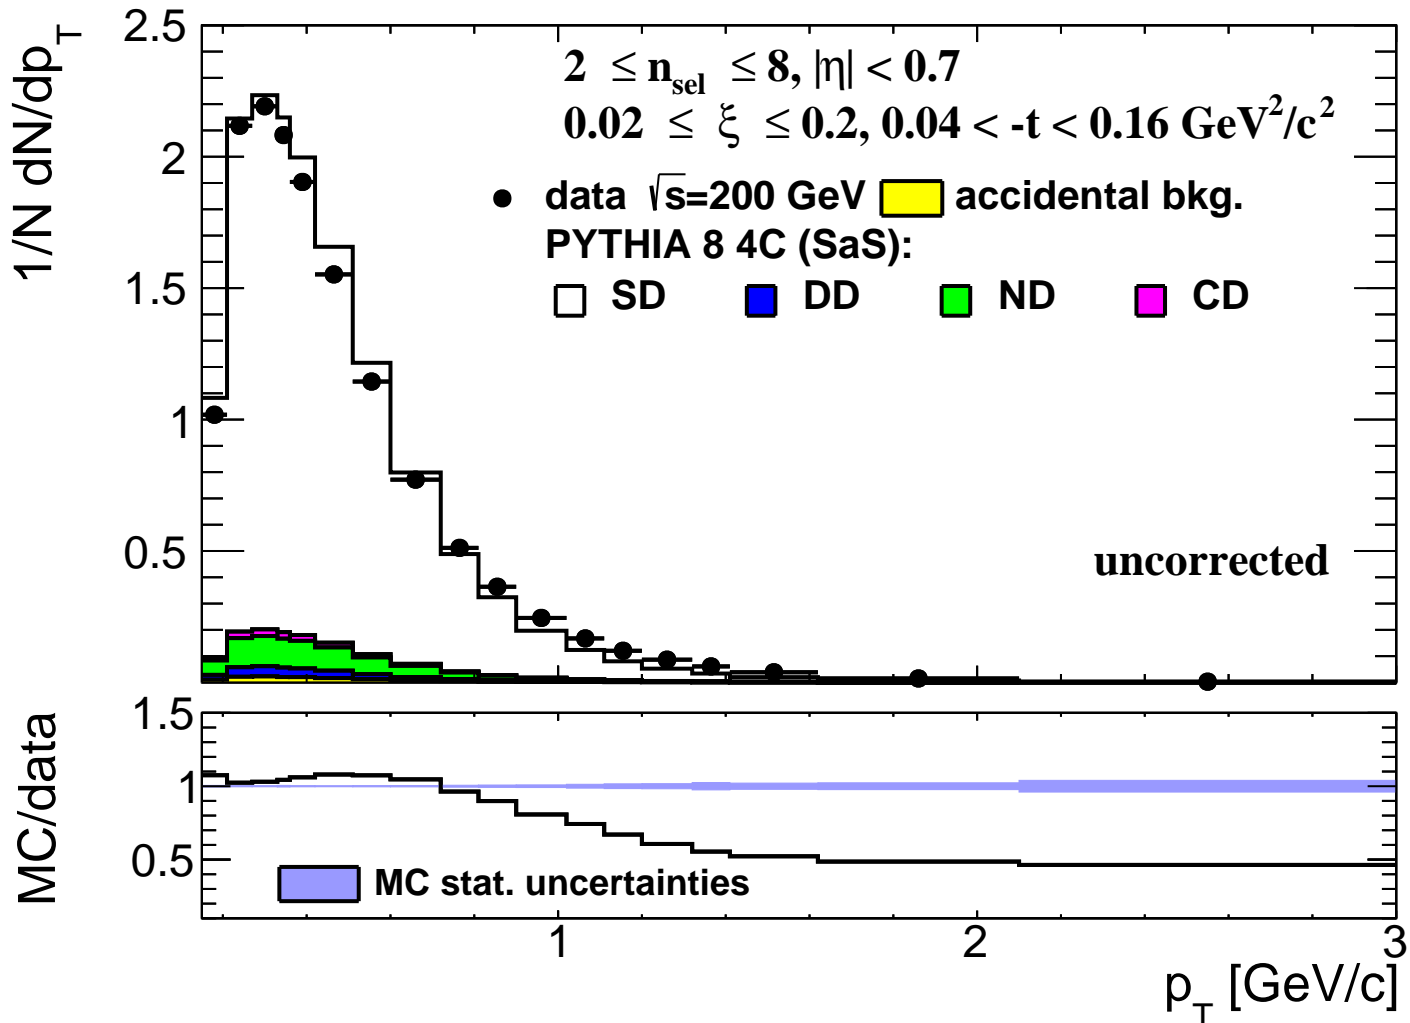 1/N dN/dp_T
2.5
2
1.5
1
0.5
2 ≤ n_sel ≤ 8, |η| < 0.7
0.02 ≤ ξ ≤ 0.2, 0.04 < -t < 0.16 GeV²/c²
data √s=200 GeV accidental bkg.
PYTHIA 8 4C (SaS):
SD DD ND CD
uncorrected
MC/data
1.5
1
0.5
MC stat. uncertainties
1 2 3
p_T [GeV/c]